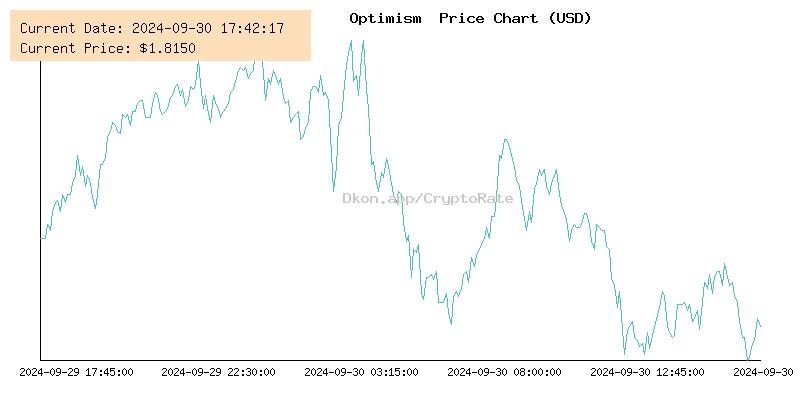 Optimism  Price Chart (USD)
Current Date: 2024-09-30 17:42:17
Current Price: $1.8150
Dkon.app/CryptoRate
2024-09-29 17:45:00
2024-09-29 22:30:00
2024-09-30 03:15:00
2024-09-30 08:00:00
2024-09-30 12:45:00
2024-09-30